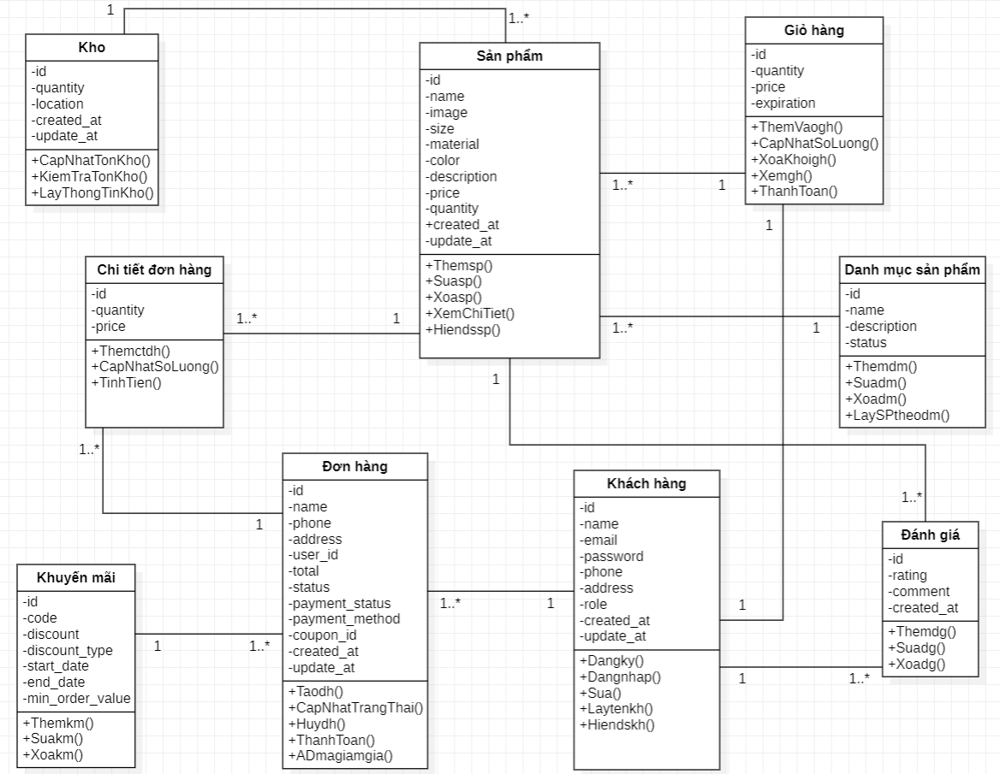 1
1..*
Kho
-id
-quantity
-location
-created_at
-update_at
+CapNhatTonKho()
+KiemTraTonKho()
+LayThongTinKho()
Sản phẩm
-id
-name
-image
-size
-material
-color
-description
-price
-quantity
+created_at
-update_at
+Themsp()
+Suasp()
+Xoasp()
+XemChiTiet()
+Hiendssp()
Giỏ hàng
-id
-quantity
-price
-expiration
+ThemVaogh()
+CapNhatSoLuong()
+XoaKhoigh()
+Xemgh()
+ThanhToan()
1..*
1
1
Chi tiết đơn hàng
-id
-quantity
-price
+Themctdh()
+CapNhatSoLuong()
+TinhTien()
1..*
1
1..*
1
Danh mục sản phẩm
-id
-name
-description
-status
+Themdm()
+Suadm()
+Xoadm()
+LaySPtheodm()
1
1..*
1..*
1
Đơn hàng
-id
-name
-phone
-address
-user_id
-total
-status
-payment_status
-payment_method
-coupon_id
-created_at
-update_at
+Taodh()
+CapNhatTrangThai()
+Huydh()
+ThanhToan()
+ADmagiamgia()
Khách hàng
-id
-name
-email
-password
-phone
-address
-role
-created_at
-update_at
+Dangky()
+Dangnhap()
+Sua()
+Laytenkh()
+Hiendskh()
Đánh giá
-id
-rating
-comment
-created_at
+Themdg()
+Suadg()
+Xoadg()
Khuyến mãi
-id
-code
-discount
-discount_type
-start_date
-end_date
-min_order_value
+Themkm()
+Suakm()
+Xoakm()
1
1..*
1..*
1
1
1
1..*